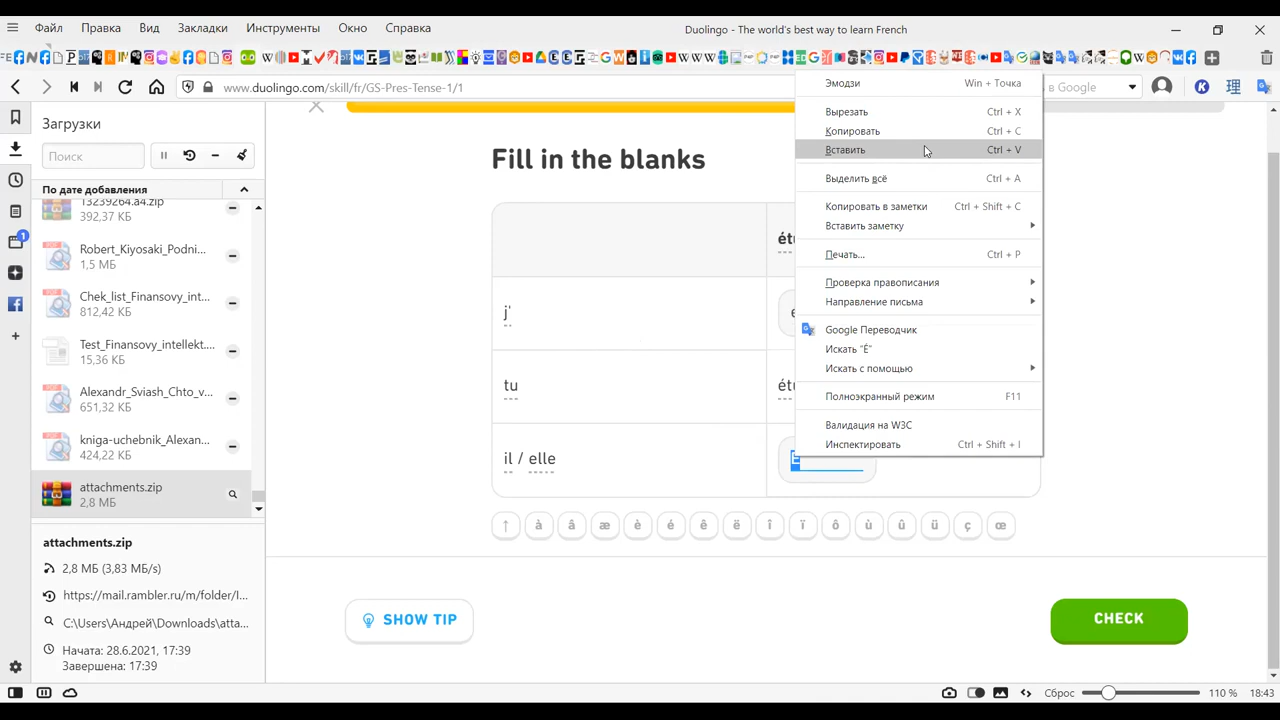 Файл Правка Вид Закладки Инструменты Окно Справка
Duolingo - The world's best way to learn French
www.duolingo.com/skill/fr/GS-Pres-Tense-1/1
в Google
Загрузки
Поиск
По дате добавления
13239264.a4.zip
392,37 КБ
Robert_Kiyosaki_Podni...
1,5 МБ
Chek_list_Finansovy_int...
812,42 КБ
Test_Finansovy_intellekt....
15,36 КБ
Alexandr_Sviash_Chto_v...
651,32 КБ
kniga-uchebnik_Alexan...
424,22 КБ
attachments.zip
2,8 МБ
attachments.zip
2,8 МБ (3,83 МБ/s)
https://mail.rambler.ru/m/folder/I...
C:\Users\Андрей\Downloads\atta...
Начата: 28.6.2021, 17:39
Завершена: 17:39
Fill in the blanks
j'
tu
il / elle
à â æ è é ê ë î ï ô ù û ü ç œ
SHOW TIP
CHECK
Эмодзи Win + Точка
Вырезать Ctrl + X
Копировать Ctrl + C
Вставить Ctrl + V
Выделить всё Ctrl + A
Копировать в заметки Ctrl + Shift + C
Вставить заметку
Печать... Ctrl + P
Проверка правописания
Направление письма
Google Переводчик
Искать "É"
Искать с помощью
Полноэкранный режим F11
Валидация на W3C
Инспектировать Ctrl + Shift + I
1
Сброс 110 % 18:43